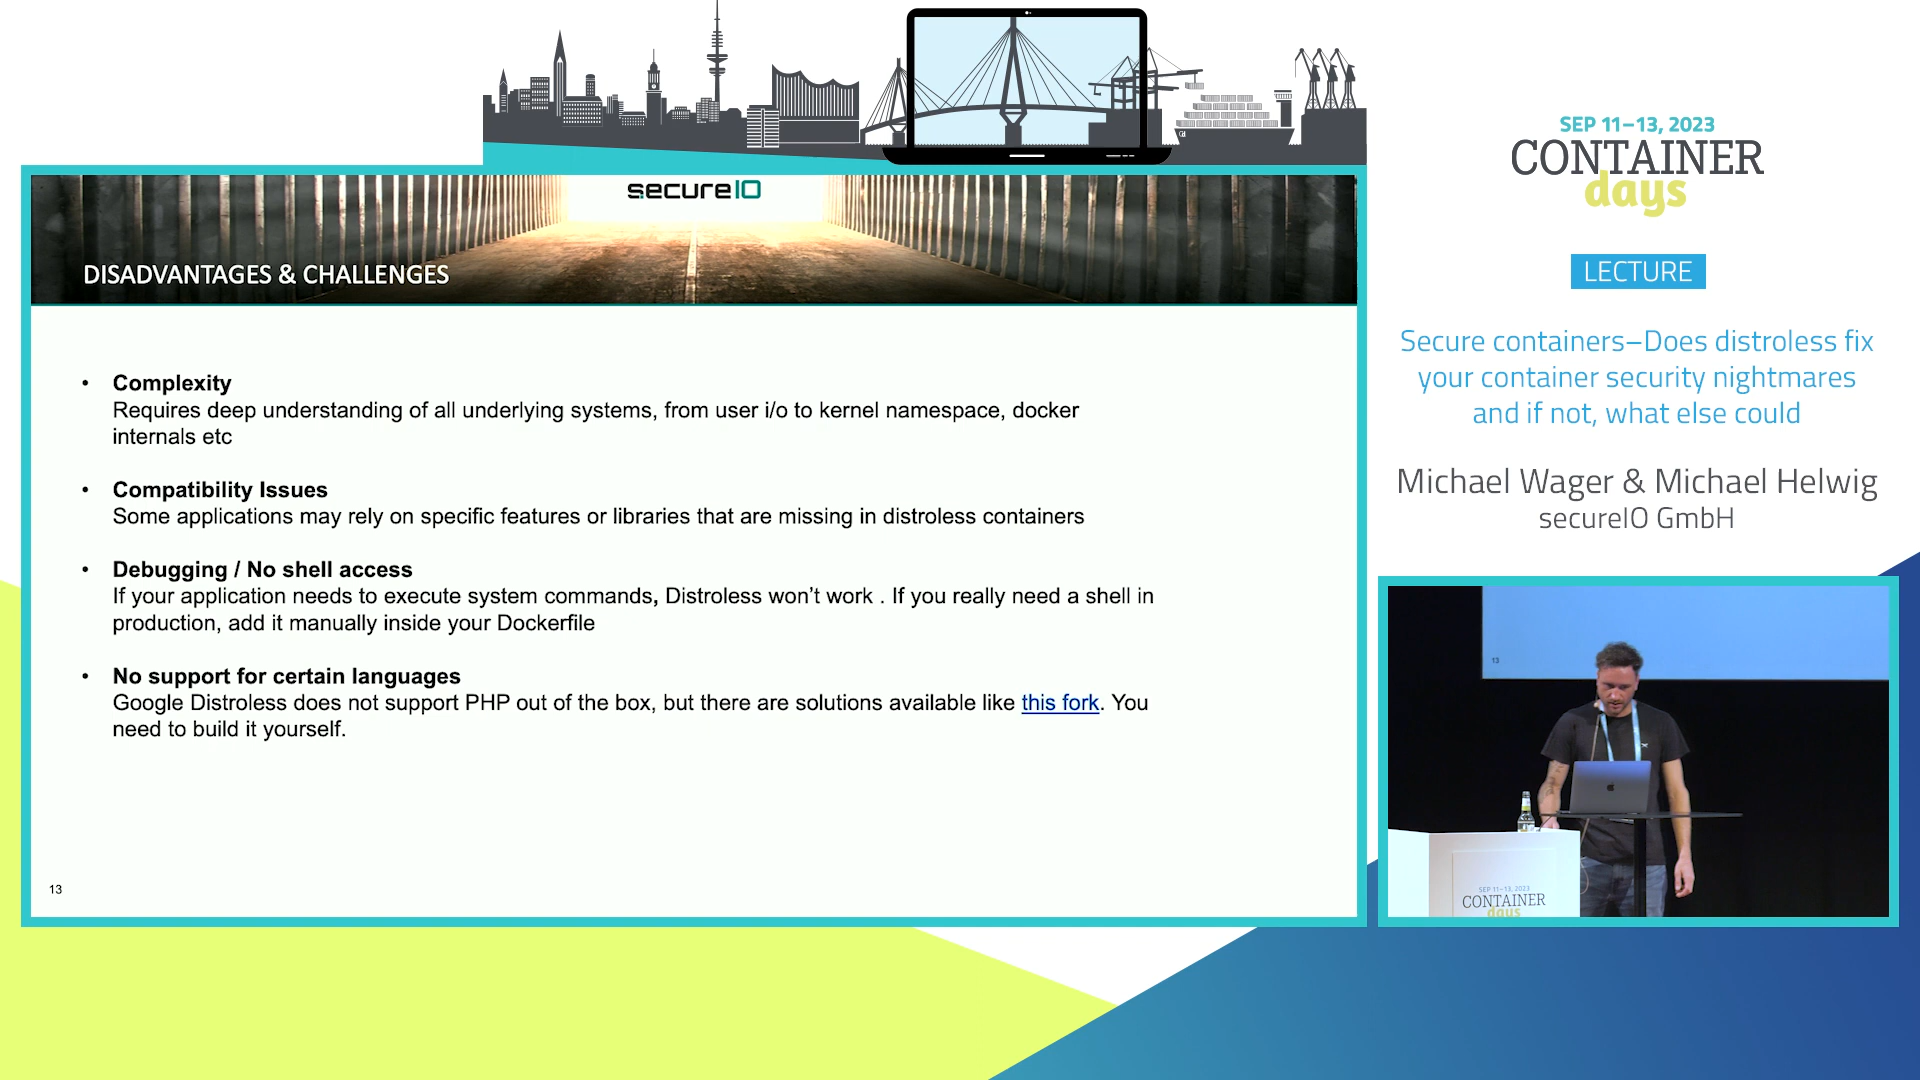 SEP 11–13, 2023
CONTAINER
days
LECTURE
Secure containers–Does distroless fix
your container security nightmares
and if not, what else could
Michael Wager & Michael Helwig
secureIO GmbH
secureIO
DISADVANTAGES & CHALLENGES
• Complexity
Requires deep understanding of all underlying systems, from user i/o to kernel namespace, docker
internals etc
• Compatibility Issues
Some applications may rely on specific features or libraries that are missing in distroless containers
• Debugging / No shell access
If your application needs to execute system commands, Distroless won’t work . If you really need a shell in
production, add it manually inside your Dockerfile
• No support for certain languages
Google Distroless does not support PHP out of the box, but there are solutions available like this fork. You
need to build it yourself.
13
13
SEP 11–13, 2023
CONTAINER
days